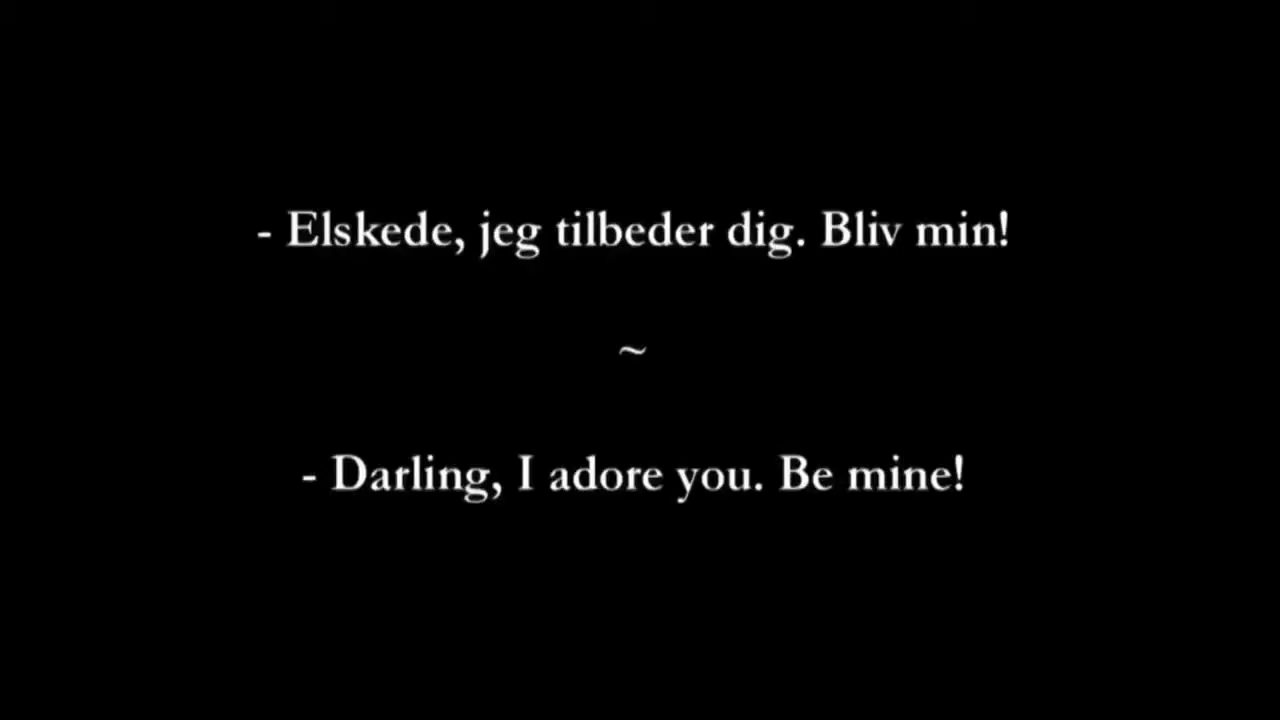 - Elskede, jeg tilbeder dig. Bliv min!
~
- Darling, I adore you. Be mine!